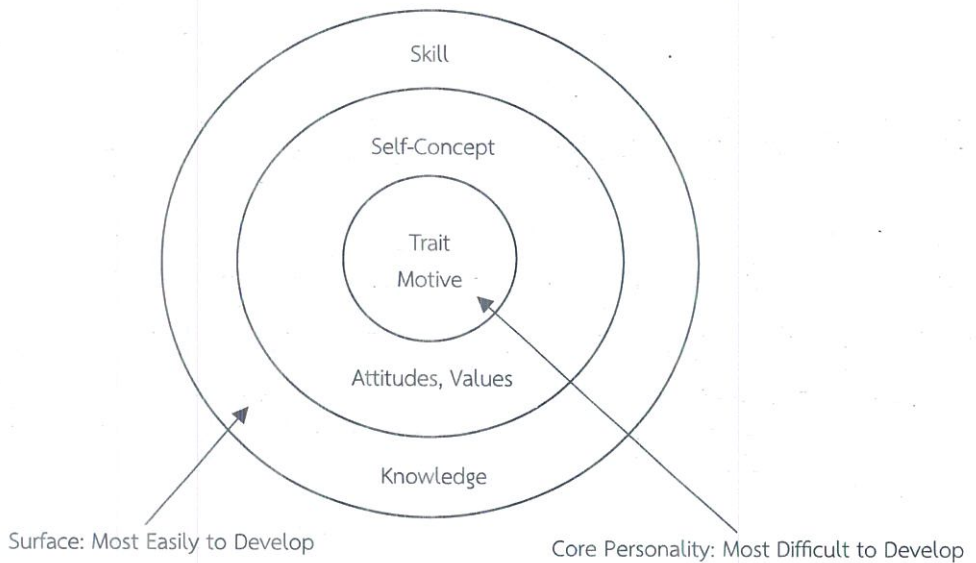 Skill
Self-Concept
Trait
Motive
Attitudes, Values
Knowledge
Surface: Most Easily to Develop
Core Personality: Most Difficult to Develop